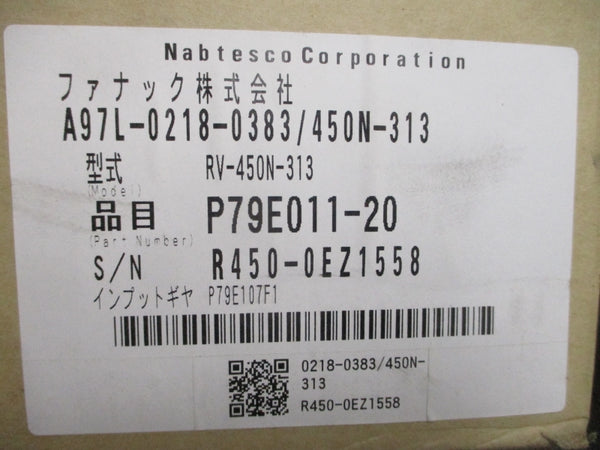 Nabtesco Corporation
ファナック株式会社
A97L-0218-0383/450N-313
型式 RV-450N-313
(Model)
品目 P79E011-20
(Part Number)
S/N R450-0EZ1558
インプットギヤ P79E107F1
0218-0383/450N-
313
R450-0EZ1558